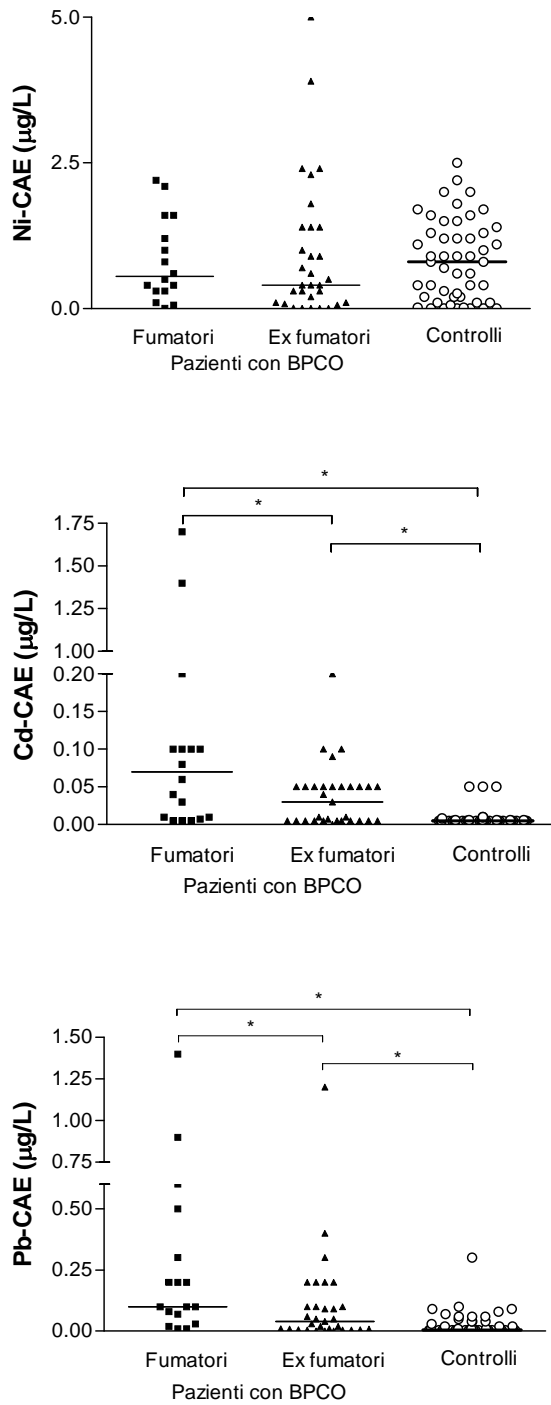 5.0
2.5
0.0
Ni-CAE (µg/L)
Fumatori Ex fumatori Controlli
Pazienti con BPCO
*
*
*
1.75
1.50
1.25
1.00
0.20
0.15
0.10
0.05
0.00
Cd-CAE (µg/L)
Fumatori Ex fumatori Controlli
Pazienti con BPCO
*
*
*
1.50
1.25
1.00
0.75
0.50
0.25
0.00
Pb-CAE (µg/L)
Fumatori Ex fumatori Controlli
Pazienti con BPCO